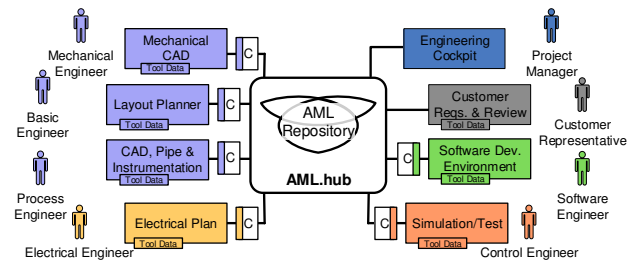 Mechanical
Engineer
Mechanical
CAD
Tool Data
C
Engineering
Cockpit
Project
Manager
Basic
Engineer
Layout Planner
Tool Data
C
AML
Repository
Customer
Reqs. & Review
Tool Data
Customer
Representative
Process
Engineer
CAD, Pipe &
Instrumentation
Tool Data
C
AML.hub
C
Software Dev.
Environment
Tool Data
Software
Engineer
Electrical Engineer
Electrical Plan
Tool Data
C
C
Simulation/Test
Tool Data
Control Engineer